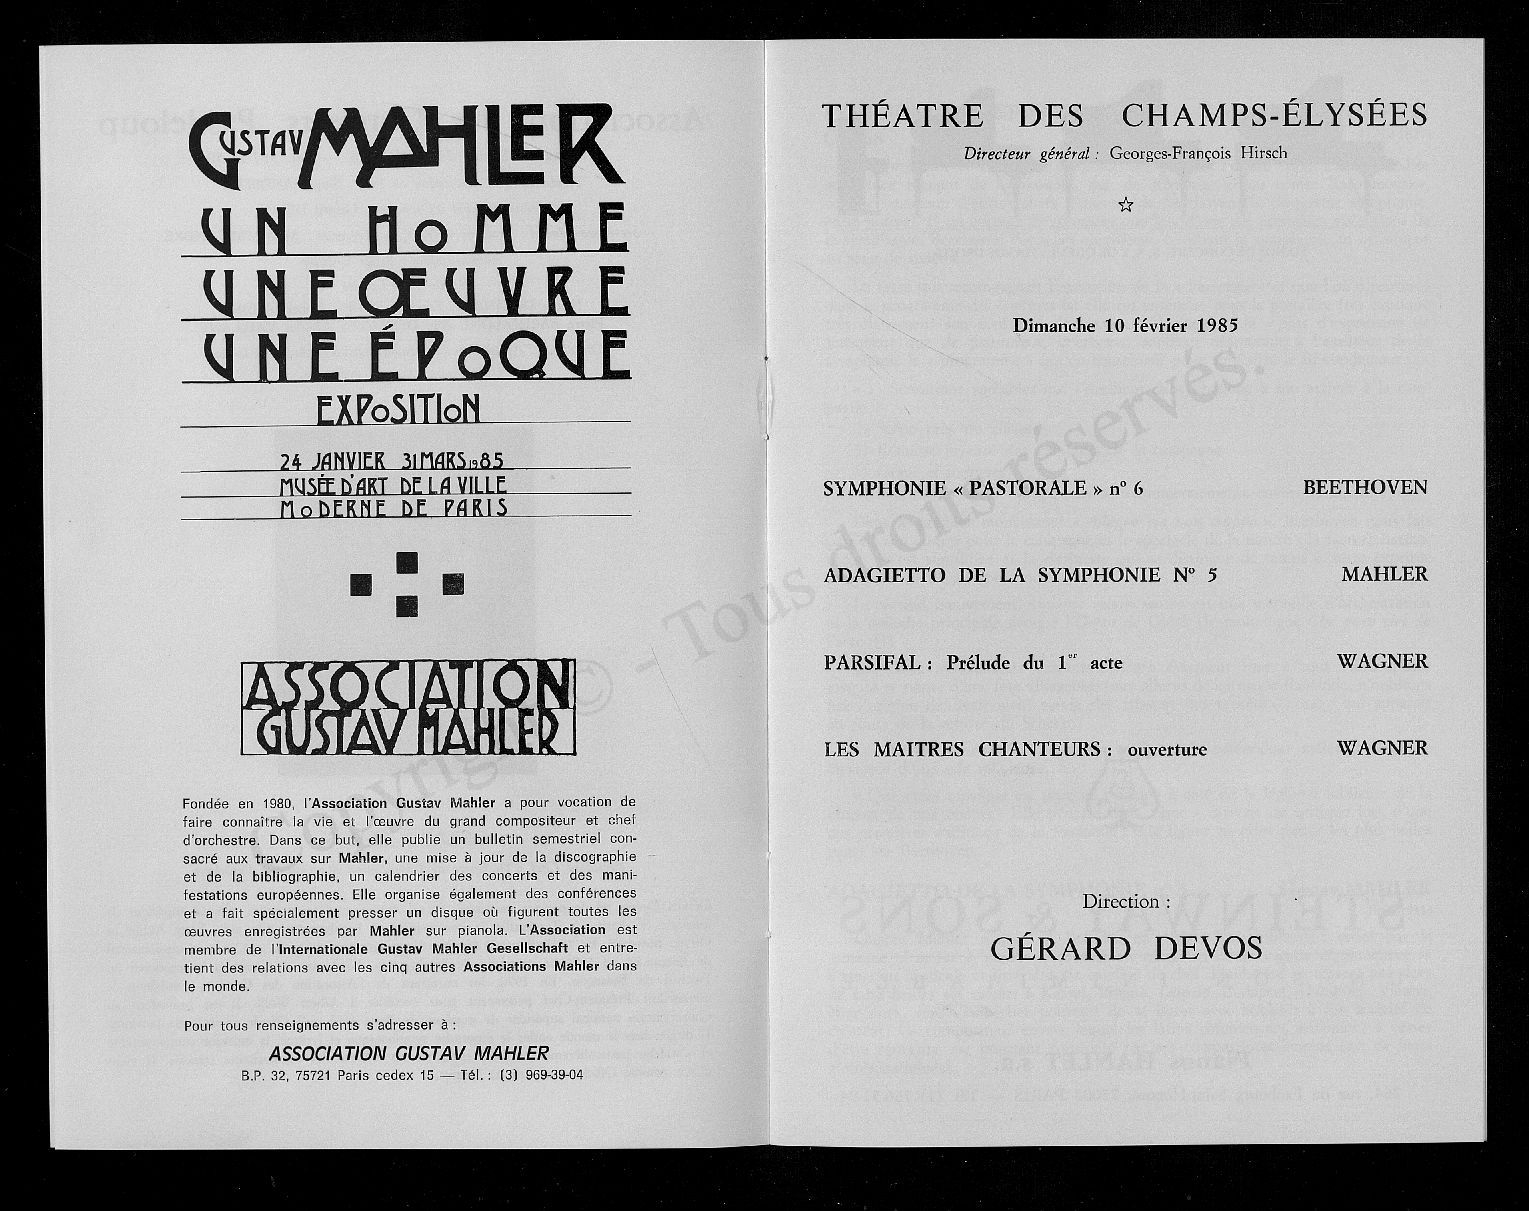 GUSTAV MAHLER
UN HOMME
UNE ŒUVRE
UNE ÉPOQUE
EXPOSITION
24 JANVIER 31 MARS 1985
MUSÉE D'ART DE LA VILLE
MODERNE DE PARIS
ASSOCIATION
GUSTAV MAHLER
Fondée en 1980, l'Association Gustav Mahler a pour vocation de
faire connaître la vie et l'œuvre du grand compositeur et chef
d'orchestre. Dans ce but, elle publie un bulletin semestriel con-
sacré aux travaux sur Mahler, une mise à jour de la discographie
et de la bibliographie, un calendrier des concerts et des mani-
festations européennes. Elle organise également des conférences
et a fait spécialement presser un disque où figurent toutes les
œuvres enregistrées par Mahler sur pianola. L'Association est
membre de l'Internationale Gustav Mahler Gesellschaft et entre-
tient des relations avec les cinq autres Associations Mahler dans
le monde.
Pour tous renseignements s'adresser à :
ASSOCIATION GUSTAV MAHLER
B.P. 32, 75721 Paris cedex 15 — Tél. : (3) 969-39-04
THÉATRE DES CHAMPS-ÉLYSÉES
Directeur général : Georges-François Hirsch
Dimanche 10 février 1985
SYMPHONIE « PASTORALE » n° 6 BEETHOVEN
ADAGIETTO DE LA SYMPHONIE N° 5 MAHLER
PARSIFAL : Prélude du 1er acte WAGNER
LES MAITRES CHANTEURS : ouverture WAGNER
Direction :
GÉRARD DEVOS
Copyright © - Tous droits réservés.